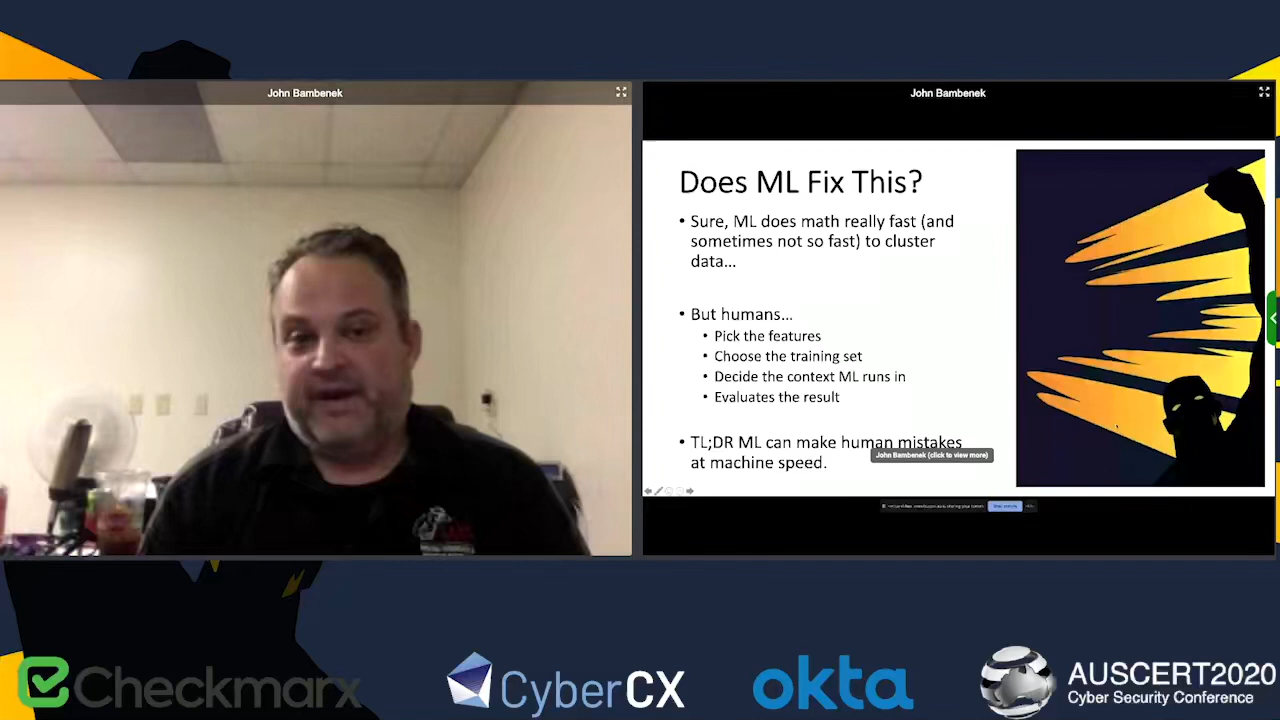 John Bambenek
John Bambenek
Does ML Fix This?
• Sure, ML does math really fast (and
sometimes not so fast) to cluster
data...
• But humans...
• Pick the features
• Choose the training set
• Decide the context ML runs in
• Evaluates the result
• TL;DR ML can make human mistakes
at machine speed.
John Bambenek (click to view more)
Checkmarx
CyberCX
okta
AUSCERT2020
Cyber Security Conference